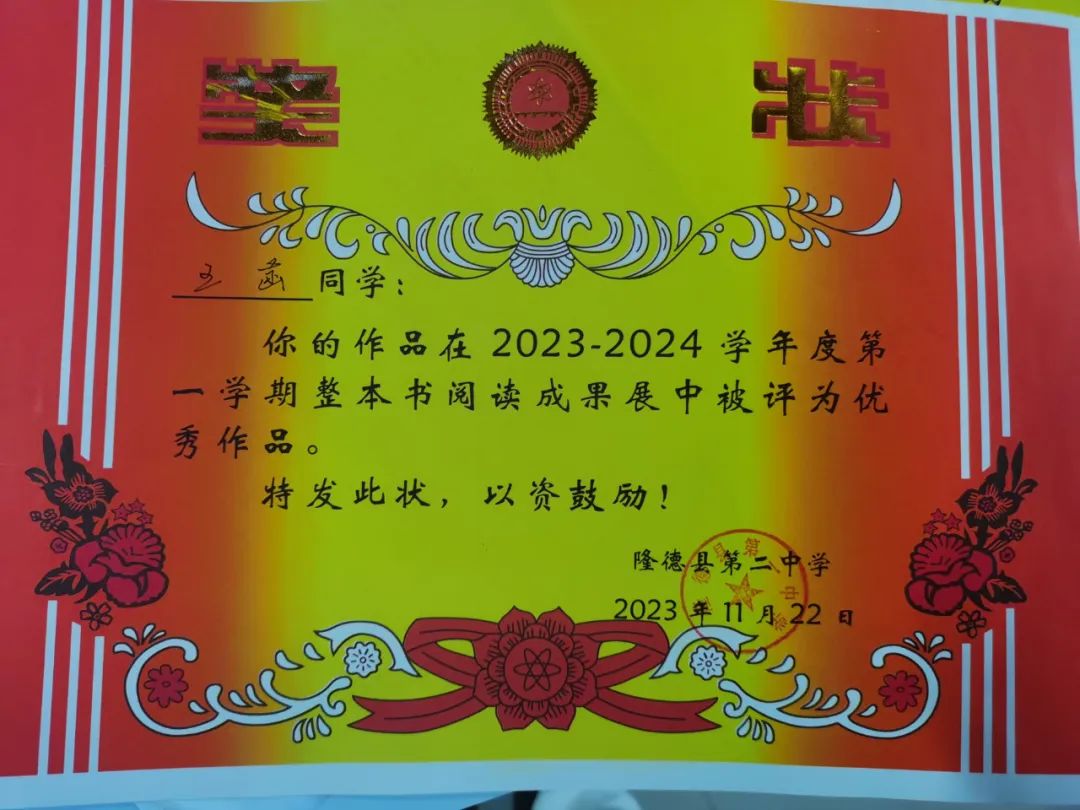 奖状
王茜同学：
你的作品在2023-2024学年度第
一学期整本书阅读成果展中被评为优
秀作品。
特发此状，以资鼓励！
隆德县第二中学
2023年11月22日